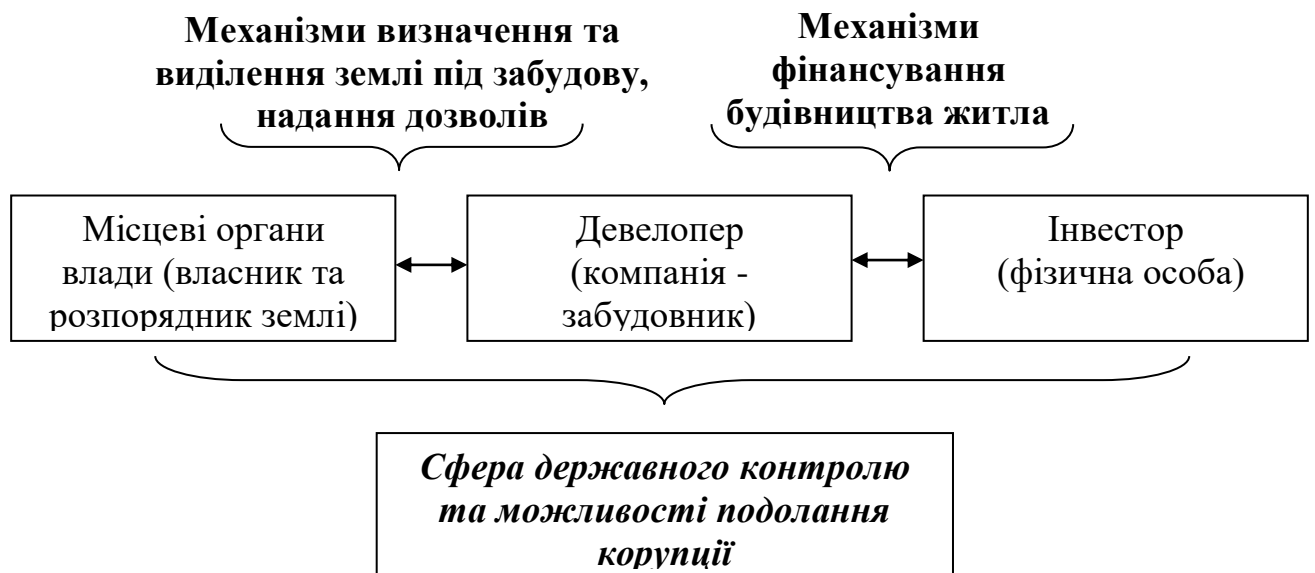 Механізми визначення та
виділення землі під забудову,
надання дозволів
Механізми
фінансування
будівництва житла
Місцеві органи
влади (власник та
розпорядник землі)
Девелопер
(компанія -
забудовник)
Інвестор
(фізична особа)
Сфера державного контролю
та можливості подолання
корупції